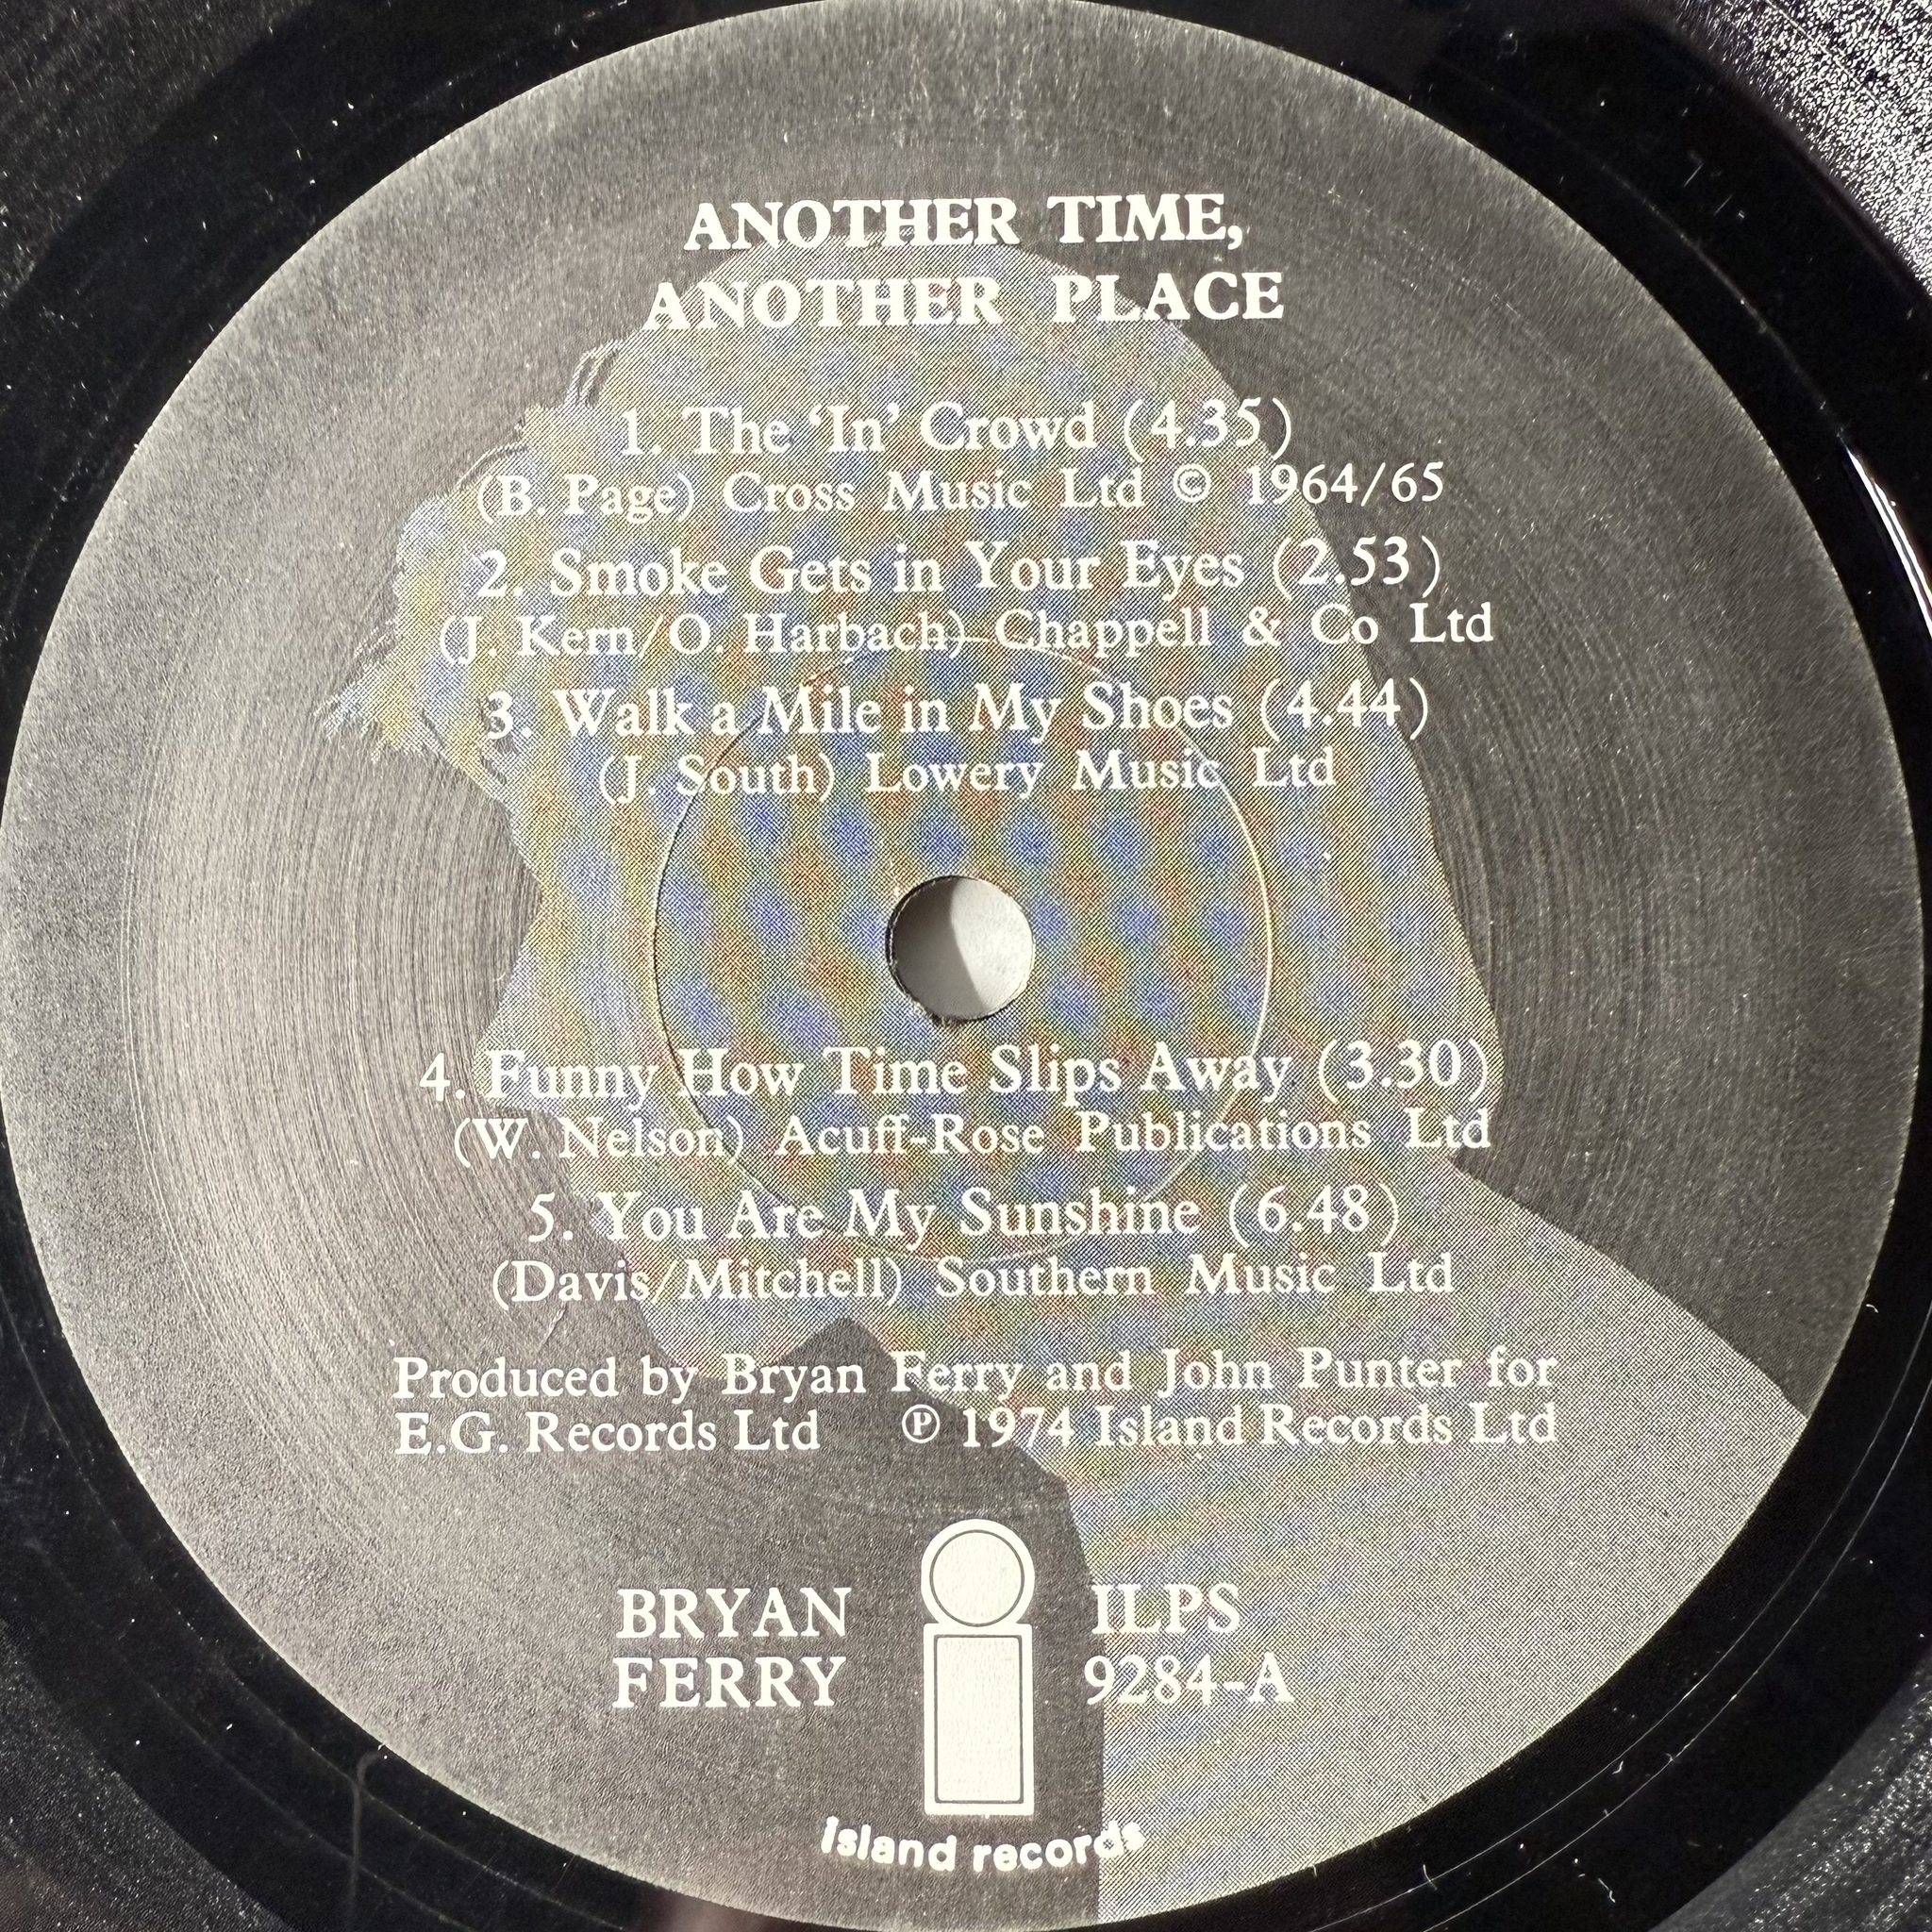 ANOTHER TIME,
ANOTHER PLACE
1. The ‘In’ Crowd (4.35)
(B. Page) Cross Music Ltd © 1964/65
2. Smoke Gets in Your Eyes (2.53)
(J. Kern/O. Harbach) Chappell & Co Ltd
3. Walk a Mile in My Shoes (4.44)
(J. South) Lowery Music Ltd
4. Funny How Time Slips Away (3.30)
(W. Nelson) Acuff-Rose Publications Ltd
5. You Are My Sunshine (6.48)
(Davis/Mitchell) Southern Music Ltd
Produced by Bryan Ferry and John Punter for
E.G. Records Ltd ℗ 1974 Island Records Ltd
BRYAN
FERRY
ILPS
9284-A
island records